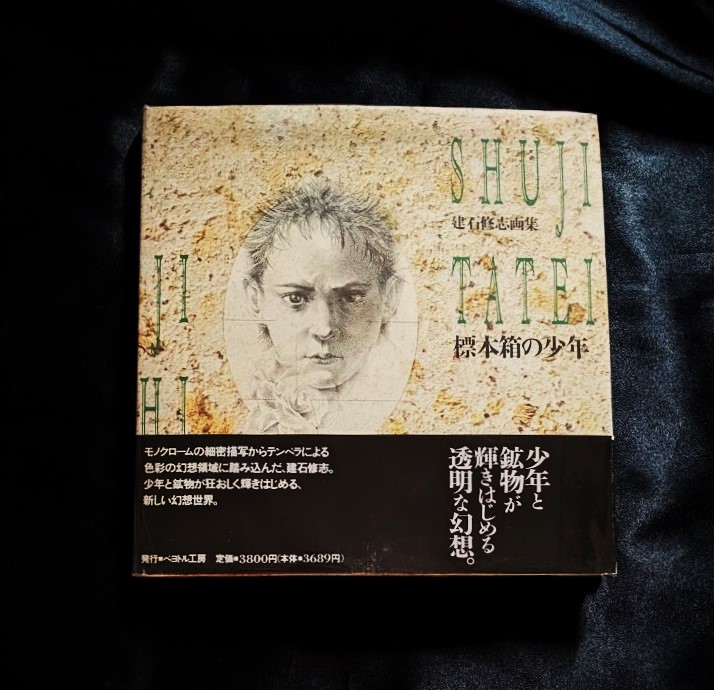 SHUJI
建石修志画集
TATEI
標本箱の少年
JI
HI
モノクロームの細密描写からテンペラによる
色彩の幻想領域に踏み込んだ、建石修志。
少年と鉱物が狂おしく輝きはじめる、
新しい幻想世界。
少年と
鉱物が
輝きはじめる
透明な幻想。
発行■ペヨトル工房 定価●3800円(本体●3689円)